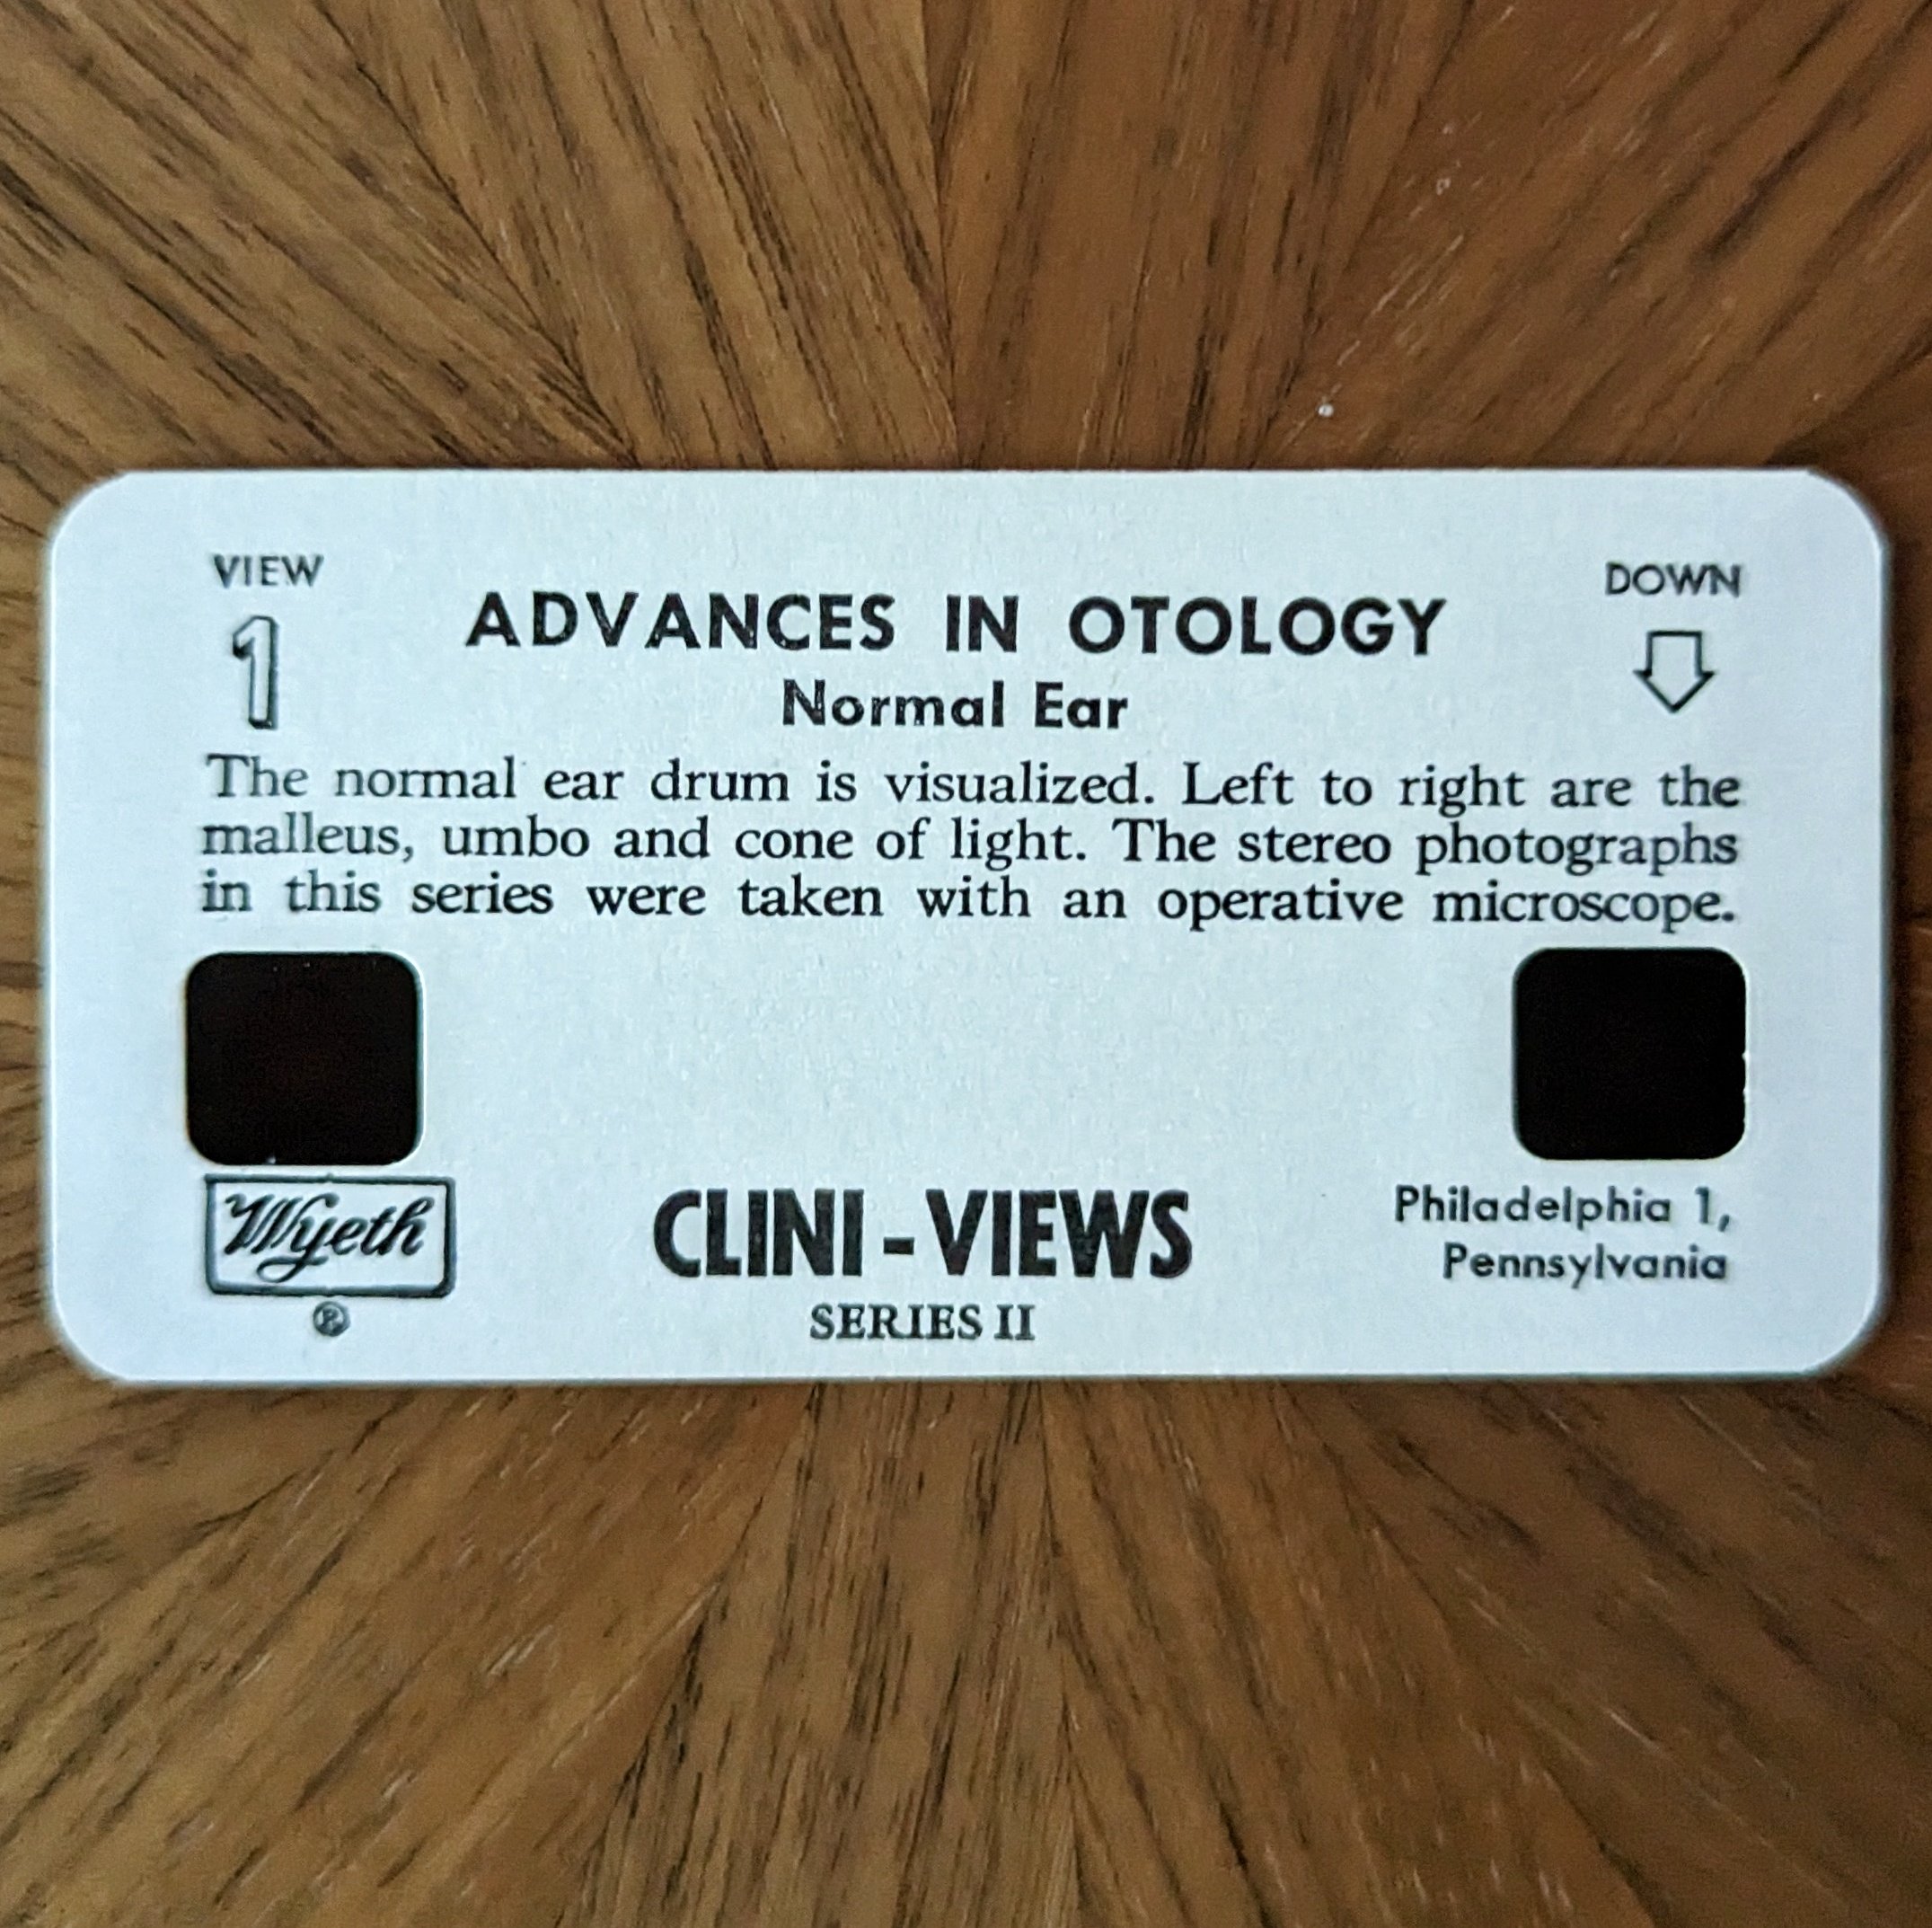 VIEW
1
DOWN
ADVANCES IN OTOLOGY
Normal Ear
The normal ear drum is visualized. Left to right are the
malleus, umbo and cone of light. The stereo photographs
in this series were taken with an operative microscope.
Wyeth
®
CLINI-VIEWS
SERIES II
Philadelphia 1,
Pennsylvania